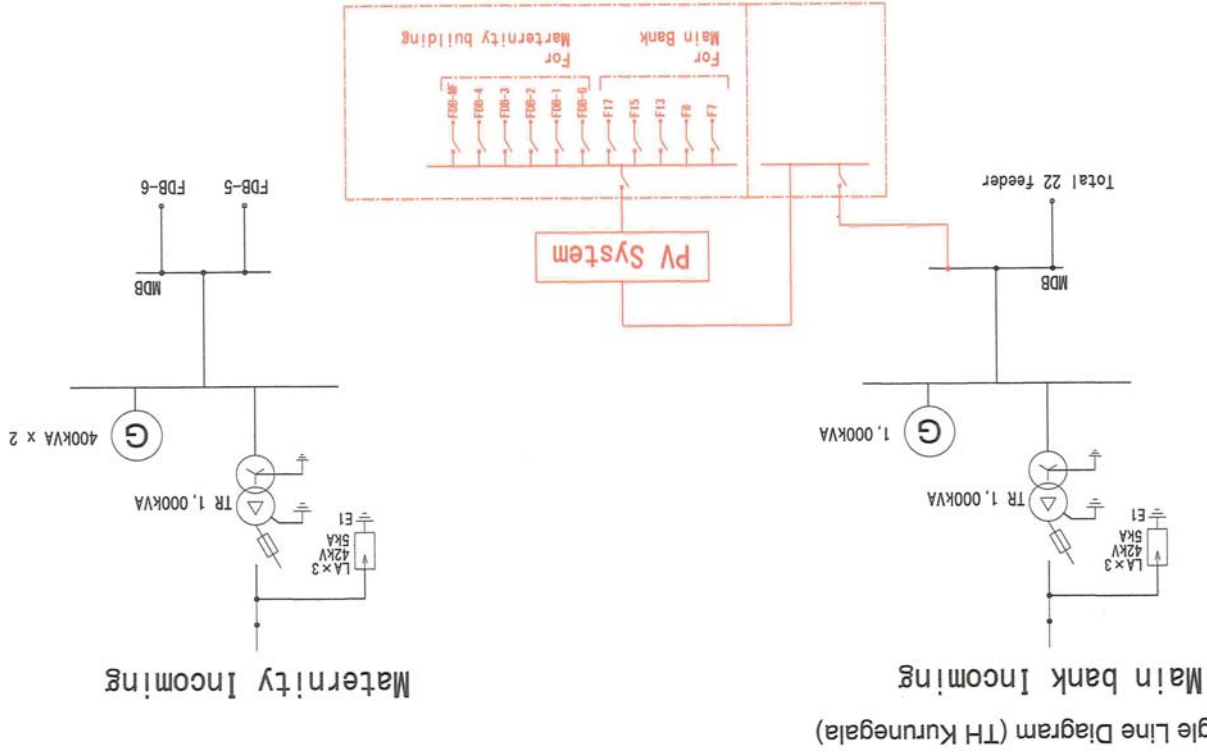 gle Line Diagram (TH Kurunegala)
Main bank Incoming
LA×3
42kV
5kA
E1
TR 1,000kVA
G
1,000kVA
MDB
Total 22 feeder
Maternity Incoming
LA×3
42kV
5kA
E1
TR 1,000kVA
G
400kVA x 2
MDB
FDB-5
FDB-6
PV System
F7
F8
F13
F15
F17
FDB-G
FDB-1
FDB-2
FDB-3
FDB-4
FDB-MF
For
Main Bank
For
Marternity building